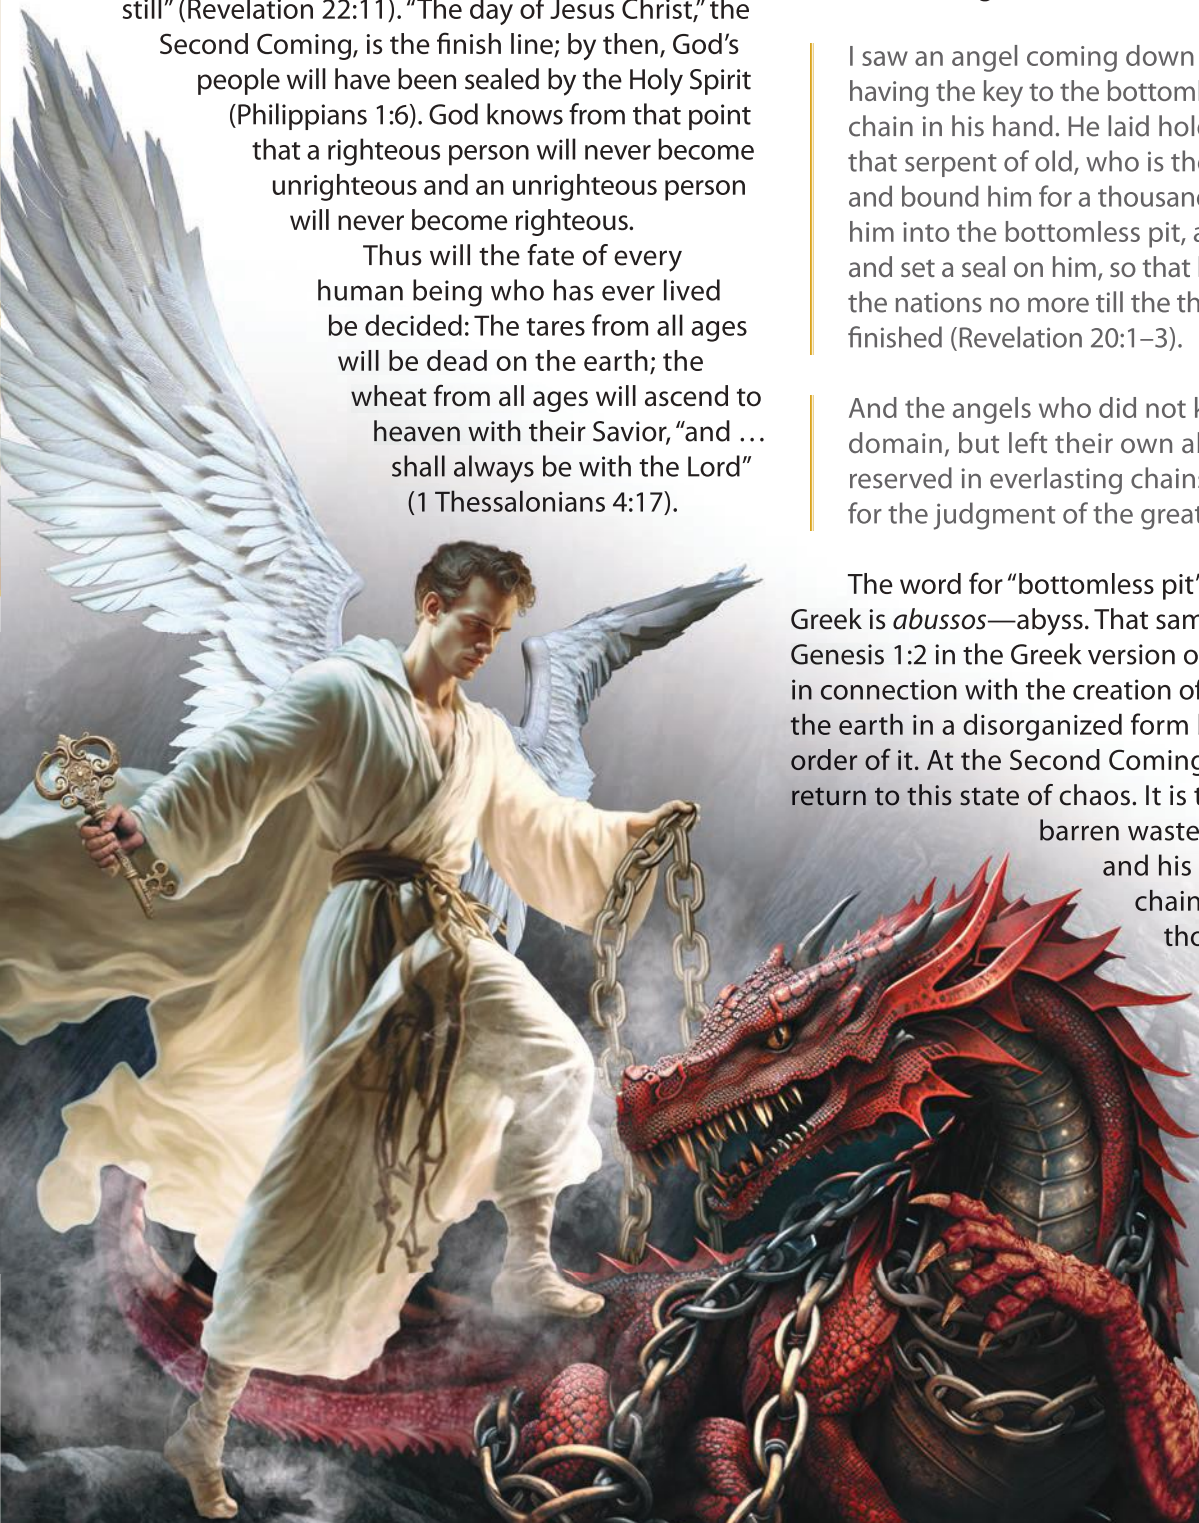 still” (Revelation 22:11). “The day of Jesus Christ,” the
Second Coming, is the finish line; by then, God’s
people will have been sealed by the Holy Spirit
(Philippians 1:6). God knows from that point
that a righteous person will never become
unrighteous and an unrighteous person
will never become righteous.
Thus will the fate of every
human being who has ever lived
be decided: The tares from all ages
will be dead on the earth; the
wheat from all ages will ascend to
heaven with their Savior, “and …
shall always be with the Lord”
(1 Thessalonians 4:17).
I saw an angel coming down
having the key to the
chain in his hand. He laid
that serpent of old, who is
and bound him for a
him into the bottomless pit,
and set a seal on him, so that
the nations no more till the
finished (Revelation 20:1–3).
And the angels who did not
domain, but left their own
reserved in everlasting
for the judgment of the great
The word for “bottomless pit”
Greek is abussos—abyss. That
Genesis 1:2 in the Greek version
in connection with the creation of
the earth in a disorganized form
order of it. At the Second Coming
return to this state of chaos. It is
barren
and his